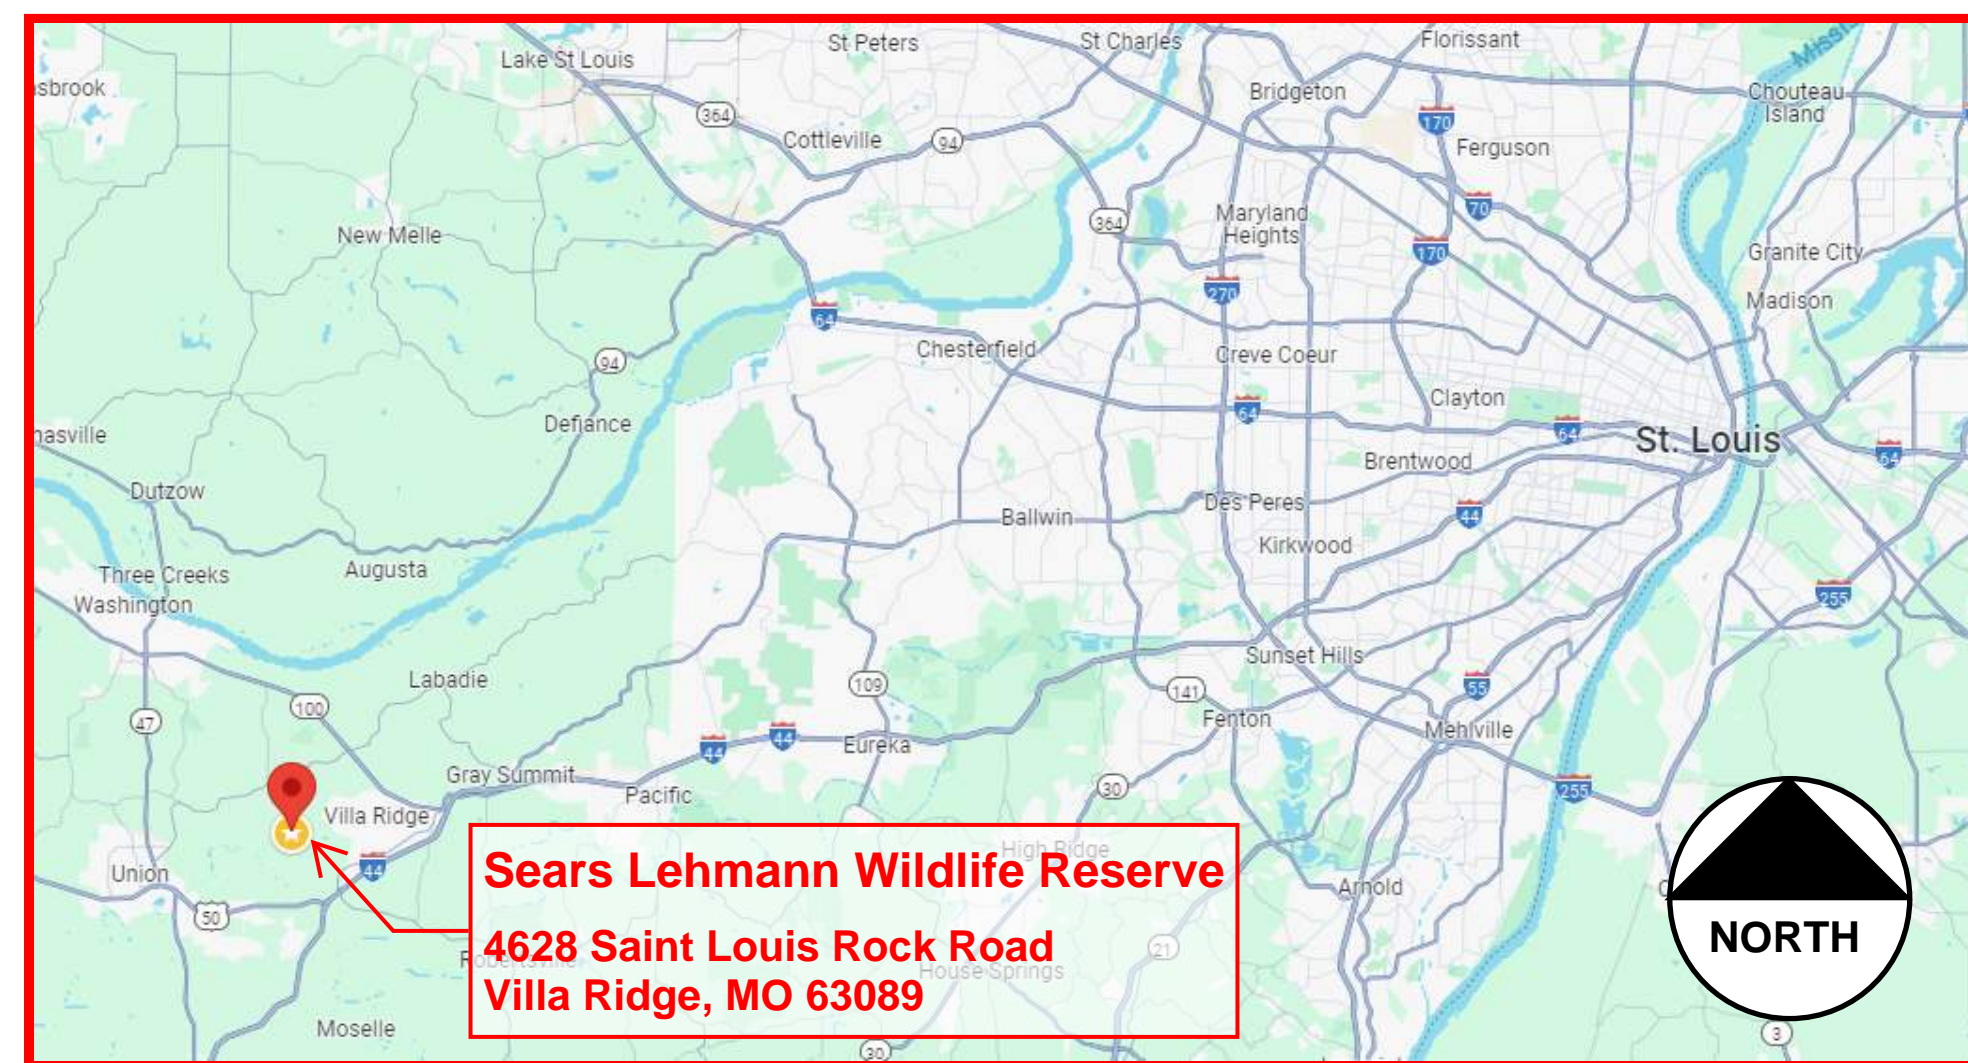 St Peters
St Charles
Florissant
Lake St Louis
Missi
sbrook
Bridgeton
Chouteau
Island
364
170
Cottleville
94
Ferguson
70
Maryland
Heights
364
New Melle
170
Granite City
270
Madison
64
Chesterfield
Creve Coeur
94
Clayton
64
Defiance
64
St. Louis
64
nasville
Brentwood
Dutzow
Des Peres
44
Ballwin
Kirkwood
Augusta
Three Creeks
Washington
255
Sunset Hills
Labadie
109
141
55
100
47
Fenton
Mehlville
44
44
Eureka
Gray Summit
Pacific
30
255
Villa Ridge
44
Union
High Ridge
Sears Lehmann Wildlife Reserve
Arnold
50
4628 Saint Louis Rock Road
Villa Ridge, MO 63089
Robertsville
House Springs
21
NORTH
Moselle
30
3